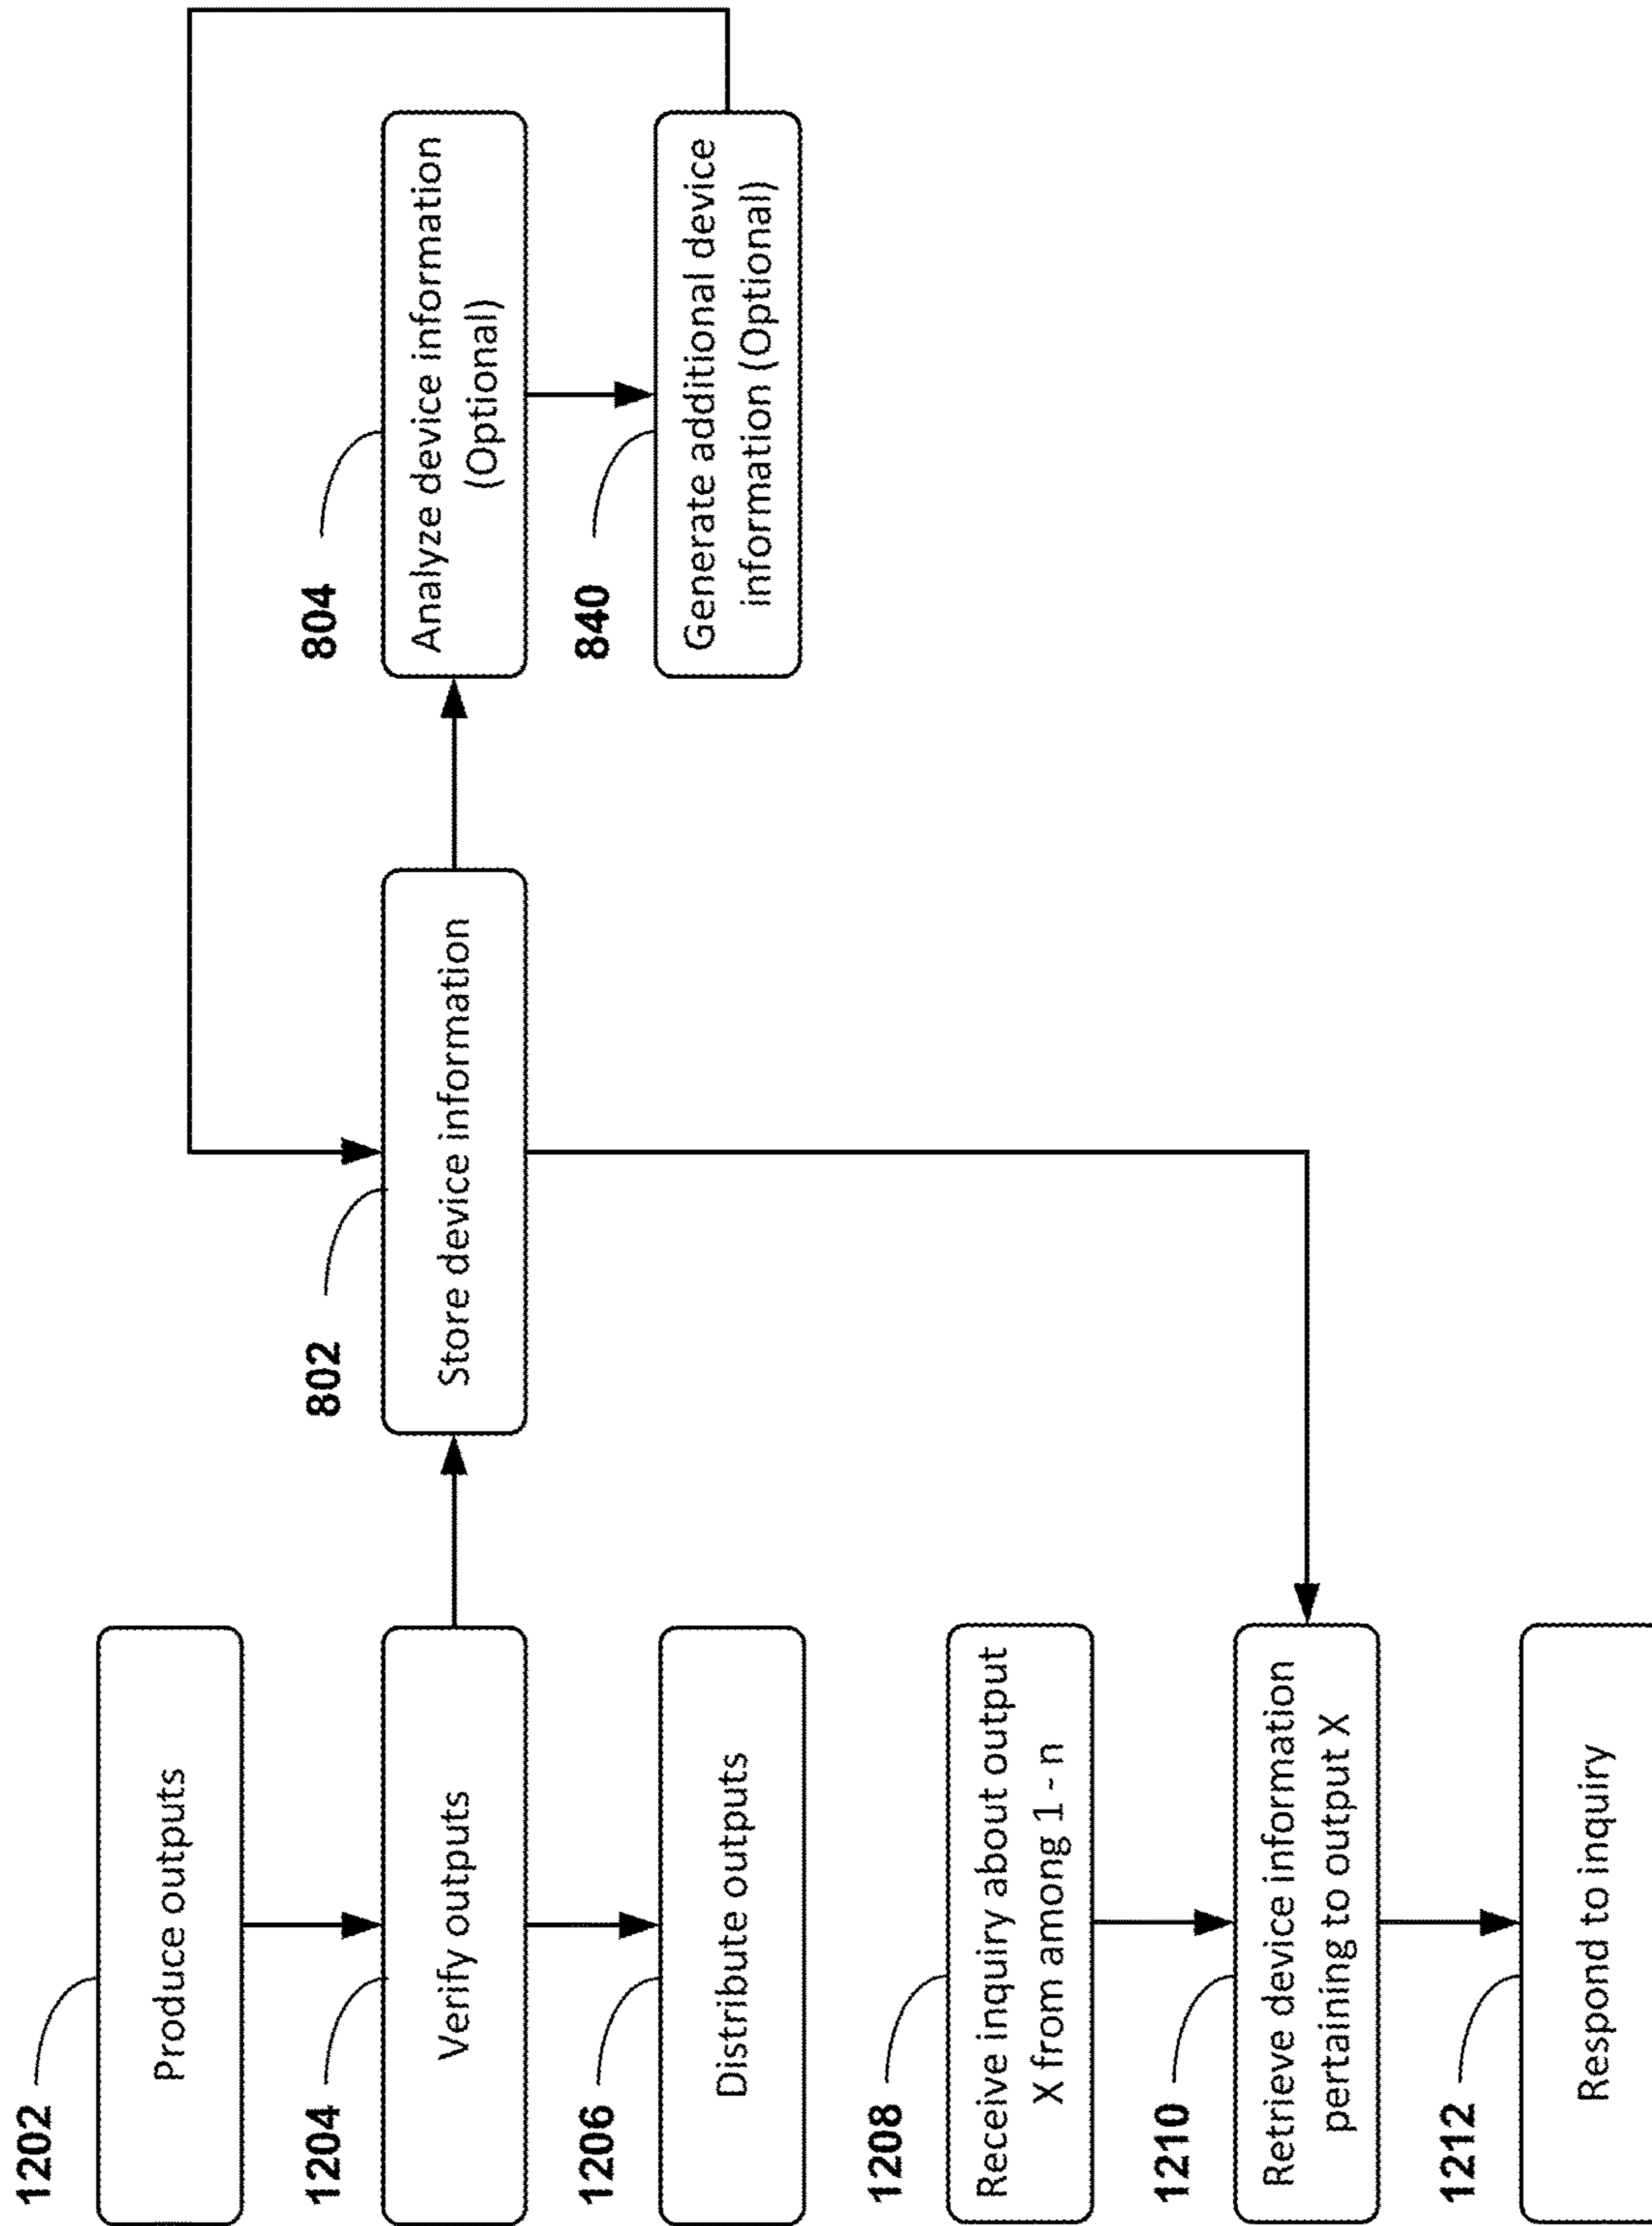 1202
Produce outputs
1204
Verify outputs
1206
Distribute outputs
802
Store device information
804
Analyze device information
(Optional)
840
Generate additional device
information (Optional)
1208
Receive inquiry about output
X from among 1 - n
1210
Retrieve device information
pertaining to output X
1212
Respond to inquiry